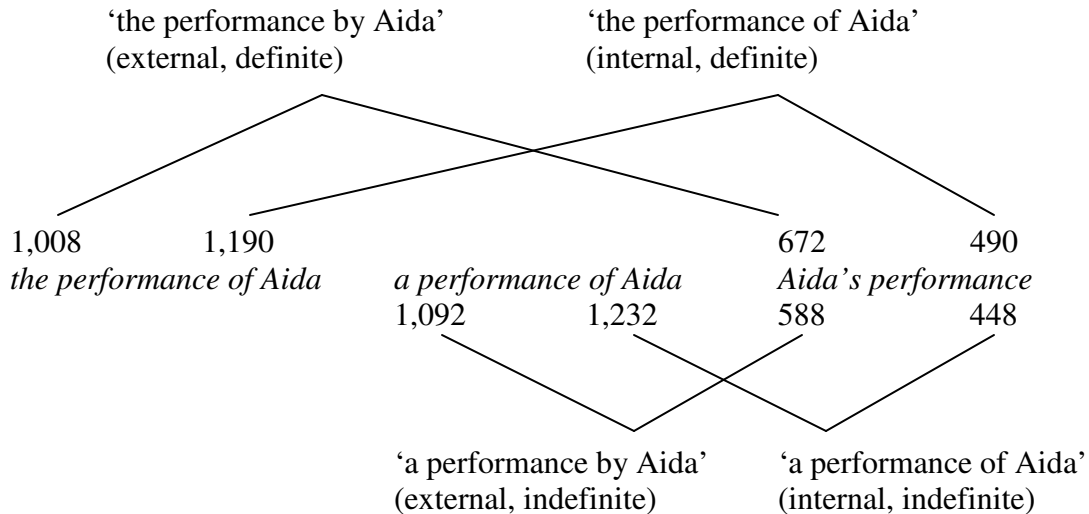 ‘the performance by Aida’ ‘the performance of Aida’
(external, definite) (internal, definite)
1,008 1,190 672 490
the performance of Aida a performance of Aida Aida’s performance
1,092 1,232 588 448
‘a performance by Aida’ ‘a performance of Aida’
(external, indefinite) (internal, indefinite)